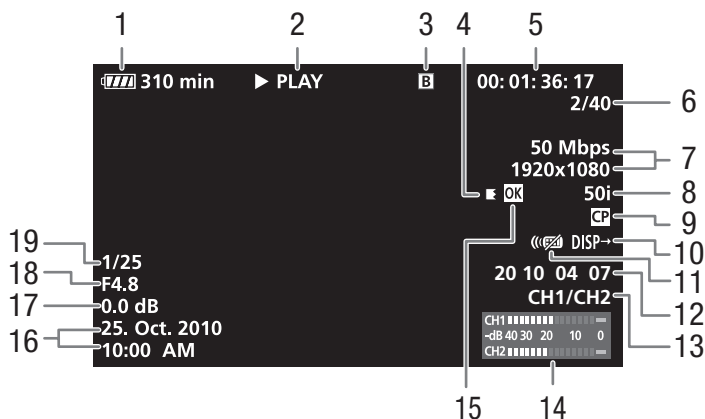 1 2 3 4 5
310 min ▶ PLAY B 00: 01: 36: 17
2/40 6
50 Mbps
1920x1080 7
OK 50i 8
CP 9
DISP→ 10
11
19 1/25
18 F4.8
17 0.0 dB
16 25. Oct. 2010
10:00 AM
20 10 04 07 12
CH1/CH2 13
CH1
-dB 40 30 20 10 0
CH2
15 14